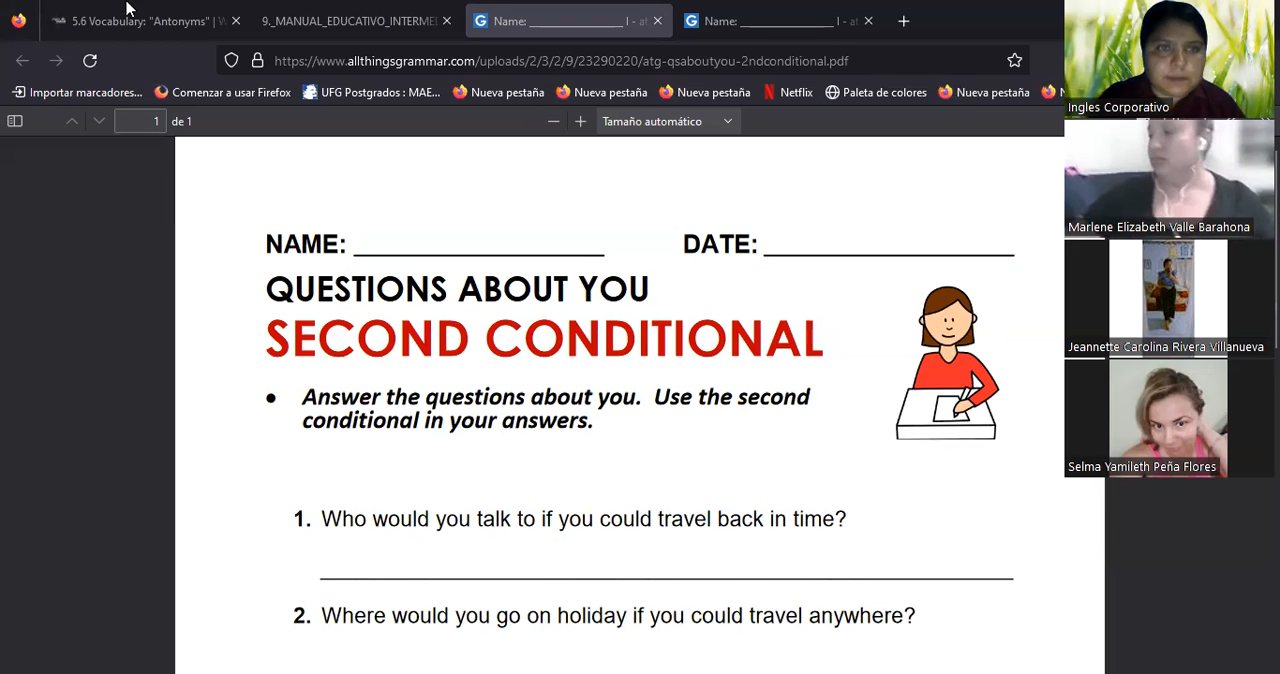 5.6 Vocabulary: "Antonyms" | W
9._MANUAL_EDUCATIVO_INTERME
Name: ______________ l - at
Name: ______________ l - at
https://www.allthingsgrammar.com/uploads/2/3/2/9/23290220/atg-qsaboutyou-2ndconditional.pdf
Importar marcadores... Comenzar a usar Firefox UFG Postgrados : MAE... Nueva pestaña Nueva pestaña Nueva pestaña Netflix Paleta de colores Nueva pestaña
1 de 1 Tamaño automático
NAME: ____________ DATE: ____________
QUESTIONS ABOUT YOU
SECOND CONDITIONAL
• Answer the questions about you. Use the second
conditional in your answers.
1. Who would you talk to if you could travel back in time?
2. Where would you go on holiday if you could travel anywhere?
Ingles Corporativo
Marlene Elizabeth Valle Barahona
Jeannette Carolina Rivera Villanueva
Selma Yamileth Peña Flores